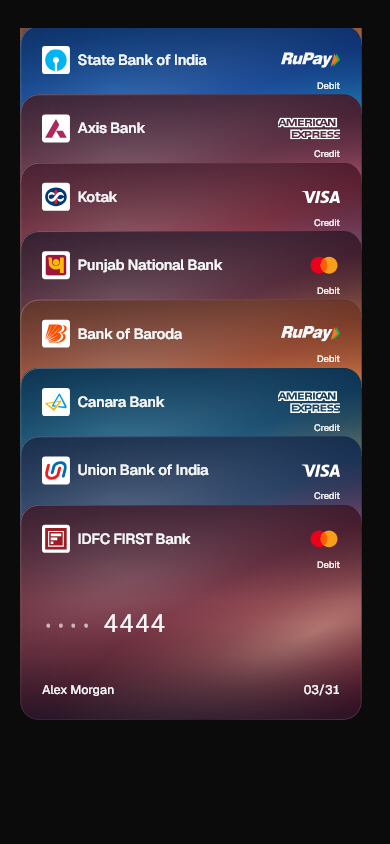 State Bank of India RuPay
Debit
Axis Bank AMERICAN EXPRESS
Credit
Kotak VISA
Credit
Punjab National Bank
Debit
Bank of Baroda RuPay
Debit
Canara Bank AMERICAN EXPRESS
Credit
Union Bank of India VISA
Credit
IDFC FIRST Bank
Debit
•••• 4444
Alex Morgan 03/31